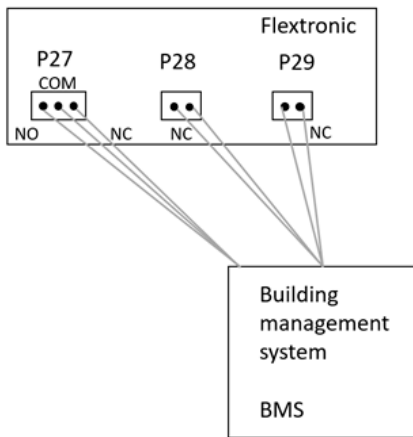 Flextronic
P27
P28
P29
COM
NO
NC
NC
NC
Building
management
system
BMS